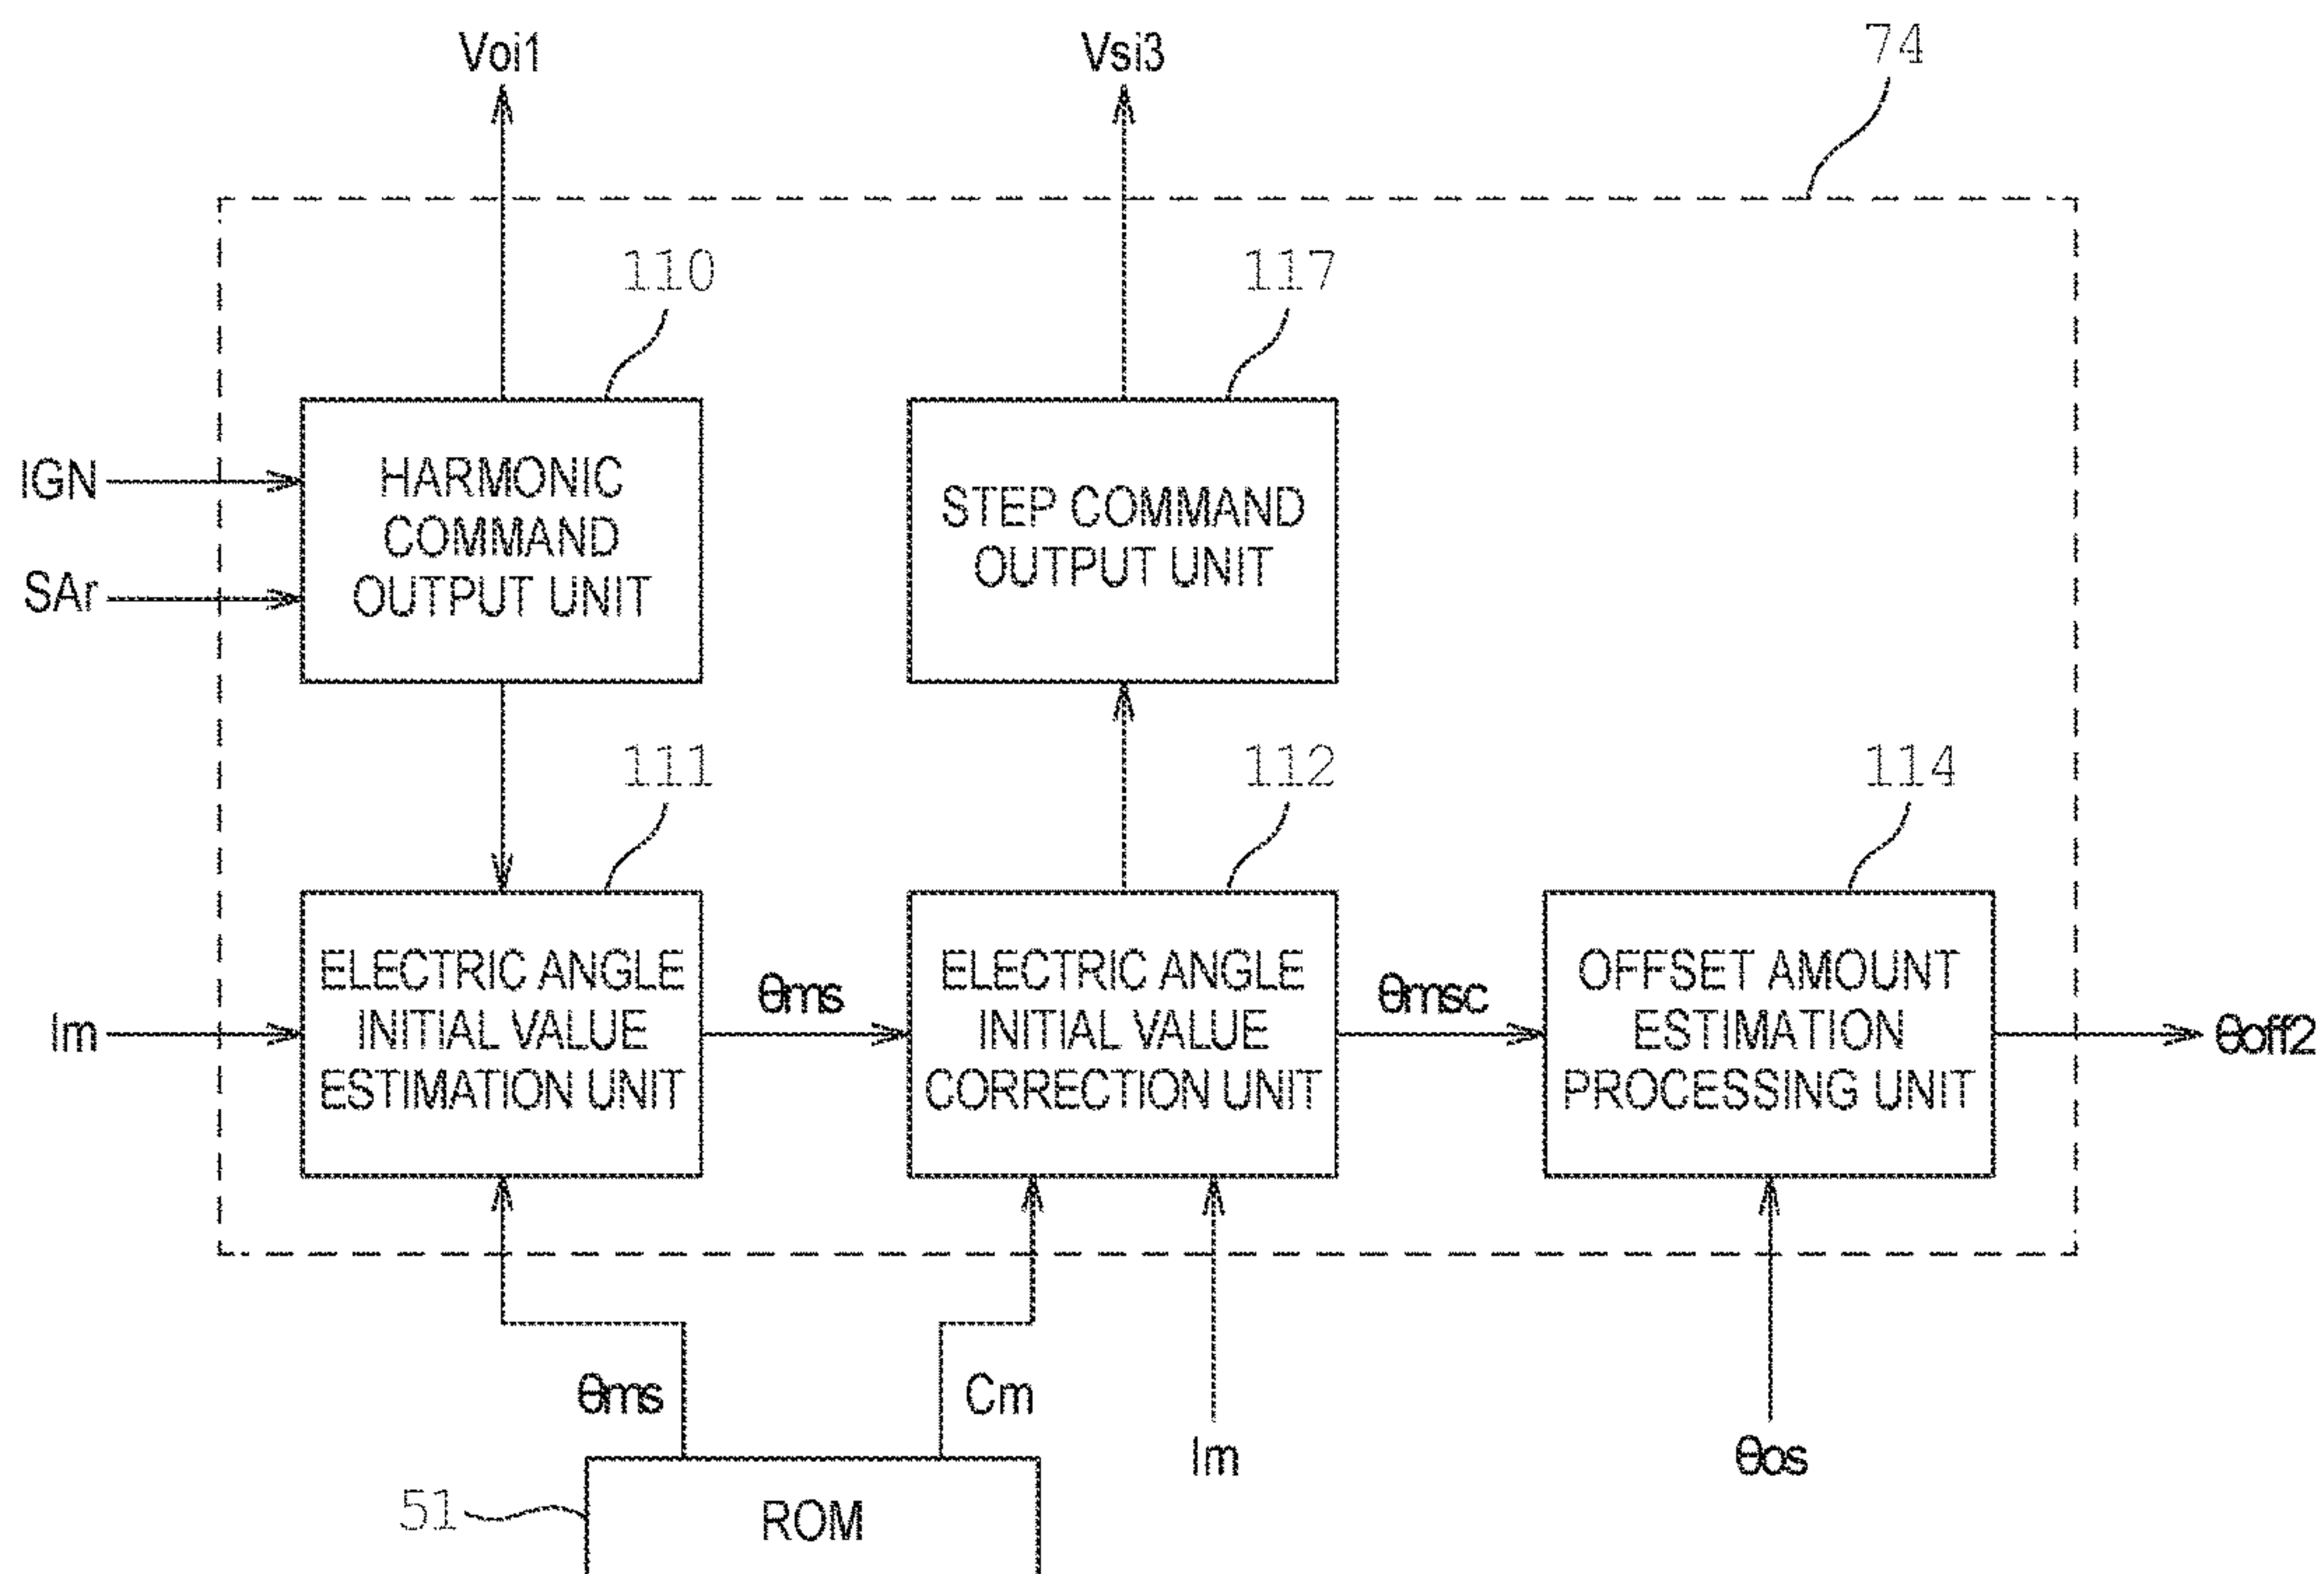 Voi1
Vsi3
74
110
117
IGN
SAr
HARMONIC
COMMAND
OUTPUT UNIT
STEP COMMAND
OUTPUT UNIT
111
112
114
Im
ELECTRIC ANGLE
INITIAL VALUE
ESTIMATION UNIT
θms
ELECTRIC ANGLE
INITIAL VALUE
CORRECTION UNIT
θmsc
OFFSET AMOUNT
ESTIMATION
PROCESSING UNIT
θoff2
θms
Cm
Im
θos
51
ROM